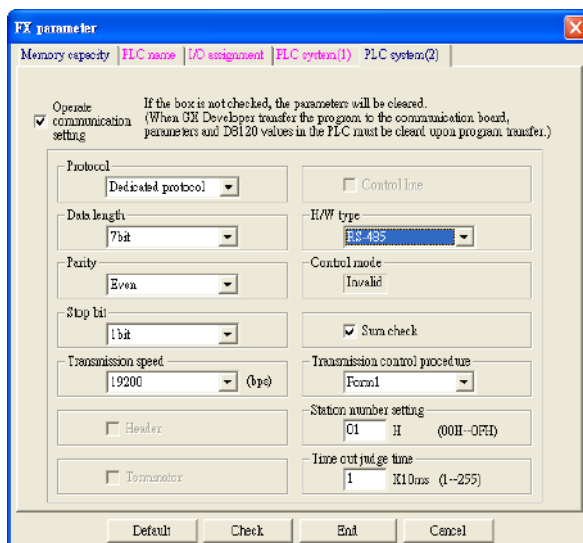 FX parameter
Memory capacity PLC name I/O assignment PLC system(1) PLC system(2)
Operate communication setting
If the box is not checked, the parameters will be cleared.
(When GX Developer transfer the program to the communication board,
parameters and D8120 values in the PLC must be cleard upon program transfer.)
Protocol
Dedicated protocol
Control line
Data length
7bit
H/W type
RS-485
Parity
Even
Control mode
Invalid
Stop bit
1bit
Sum check
Transmission speed
19200 (bps)
Transmission control procedure
Form1
Header
Station number setting
01 H (00H--0FH)
Terminator
Time out judge time
1 X10ms (1--255)
Default Check End Cancel